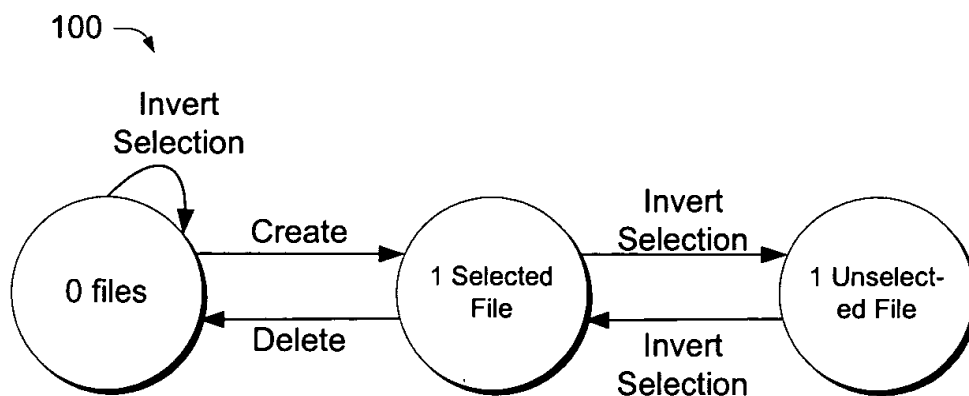 100
Invert
Selection
Create
Invert
Selection
0 files
1 Selected
File
1 Unselect-
ed File
Delete
Invert
Selection